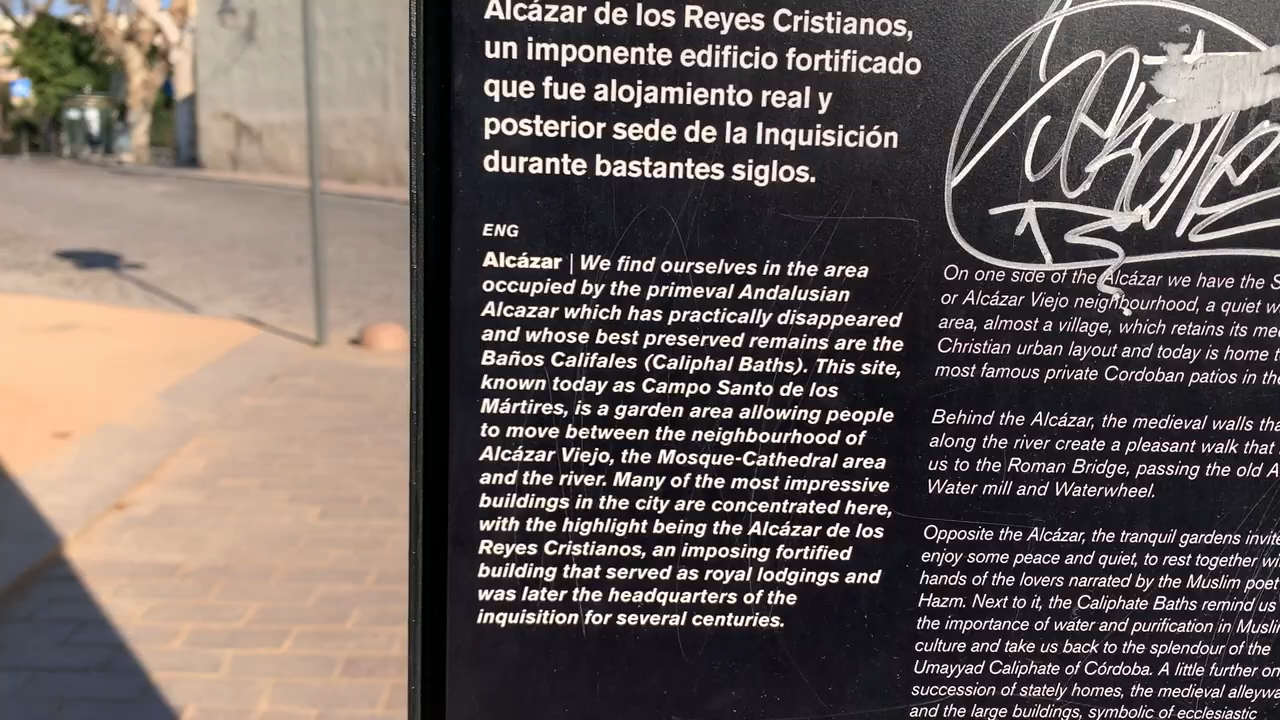 Alcázar de los Reyes Cristianos,
un imponente edificio fortificado
que fue alojamiento real y
posterior sede de la Inquisición
durante bastantes siglos.
ENG
Alcázar | We find ourselves in the area
occupied by the primeval Andalusian
Alcazar which has practically disappeared
and whose best preserved remains are the
Baños Califales (Caliphal Baths). This site,
known today as Campo Santo de los
Mártires, is a garden area allowing people
to move between the neighbourhood of
Alcázar Viejo, the Mosque-Cathedral area
and the river. Many of the most impressive
buildings in the city are concentrated here,
with the highlight being the Alcázar de los
Reyes Cristianos, an imposing fortified
building that served as royal lodgings and
was later the headquarters of the
inquisition for several centuries.
On one side of the Alcázar we have the
or Alcázar Viejo neighbourhood, a quiet
area, almost a village, which retains its
Christian urban layout and today is home
most famous private Cordoban patios in
Behind the Alcázar, the medieval walls
along the river create a pleasant walk that
us to the Roman Bridge, passing the old
Water mill and Waterwheel.
Opposite the Alcázar, the tranquil gardens
enjoy some peace and quiet, to rest together
hands of the lovers narrated by the Muslim
Hazm. Next to it, the Caliphate Baths remind us
the importance of water and purification in
culture and take us back to the splendour of the
Umayyad Caliphate of Córdoba. A little further
succession of stately homes, the medieval
and the large buildings, symbolic of ecclesiastic